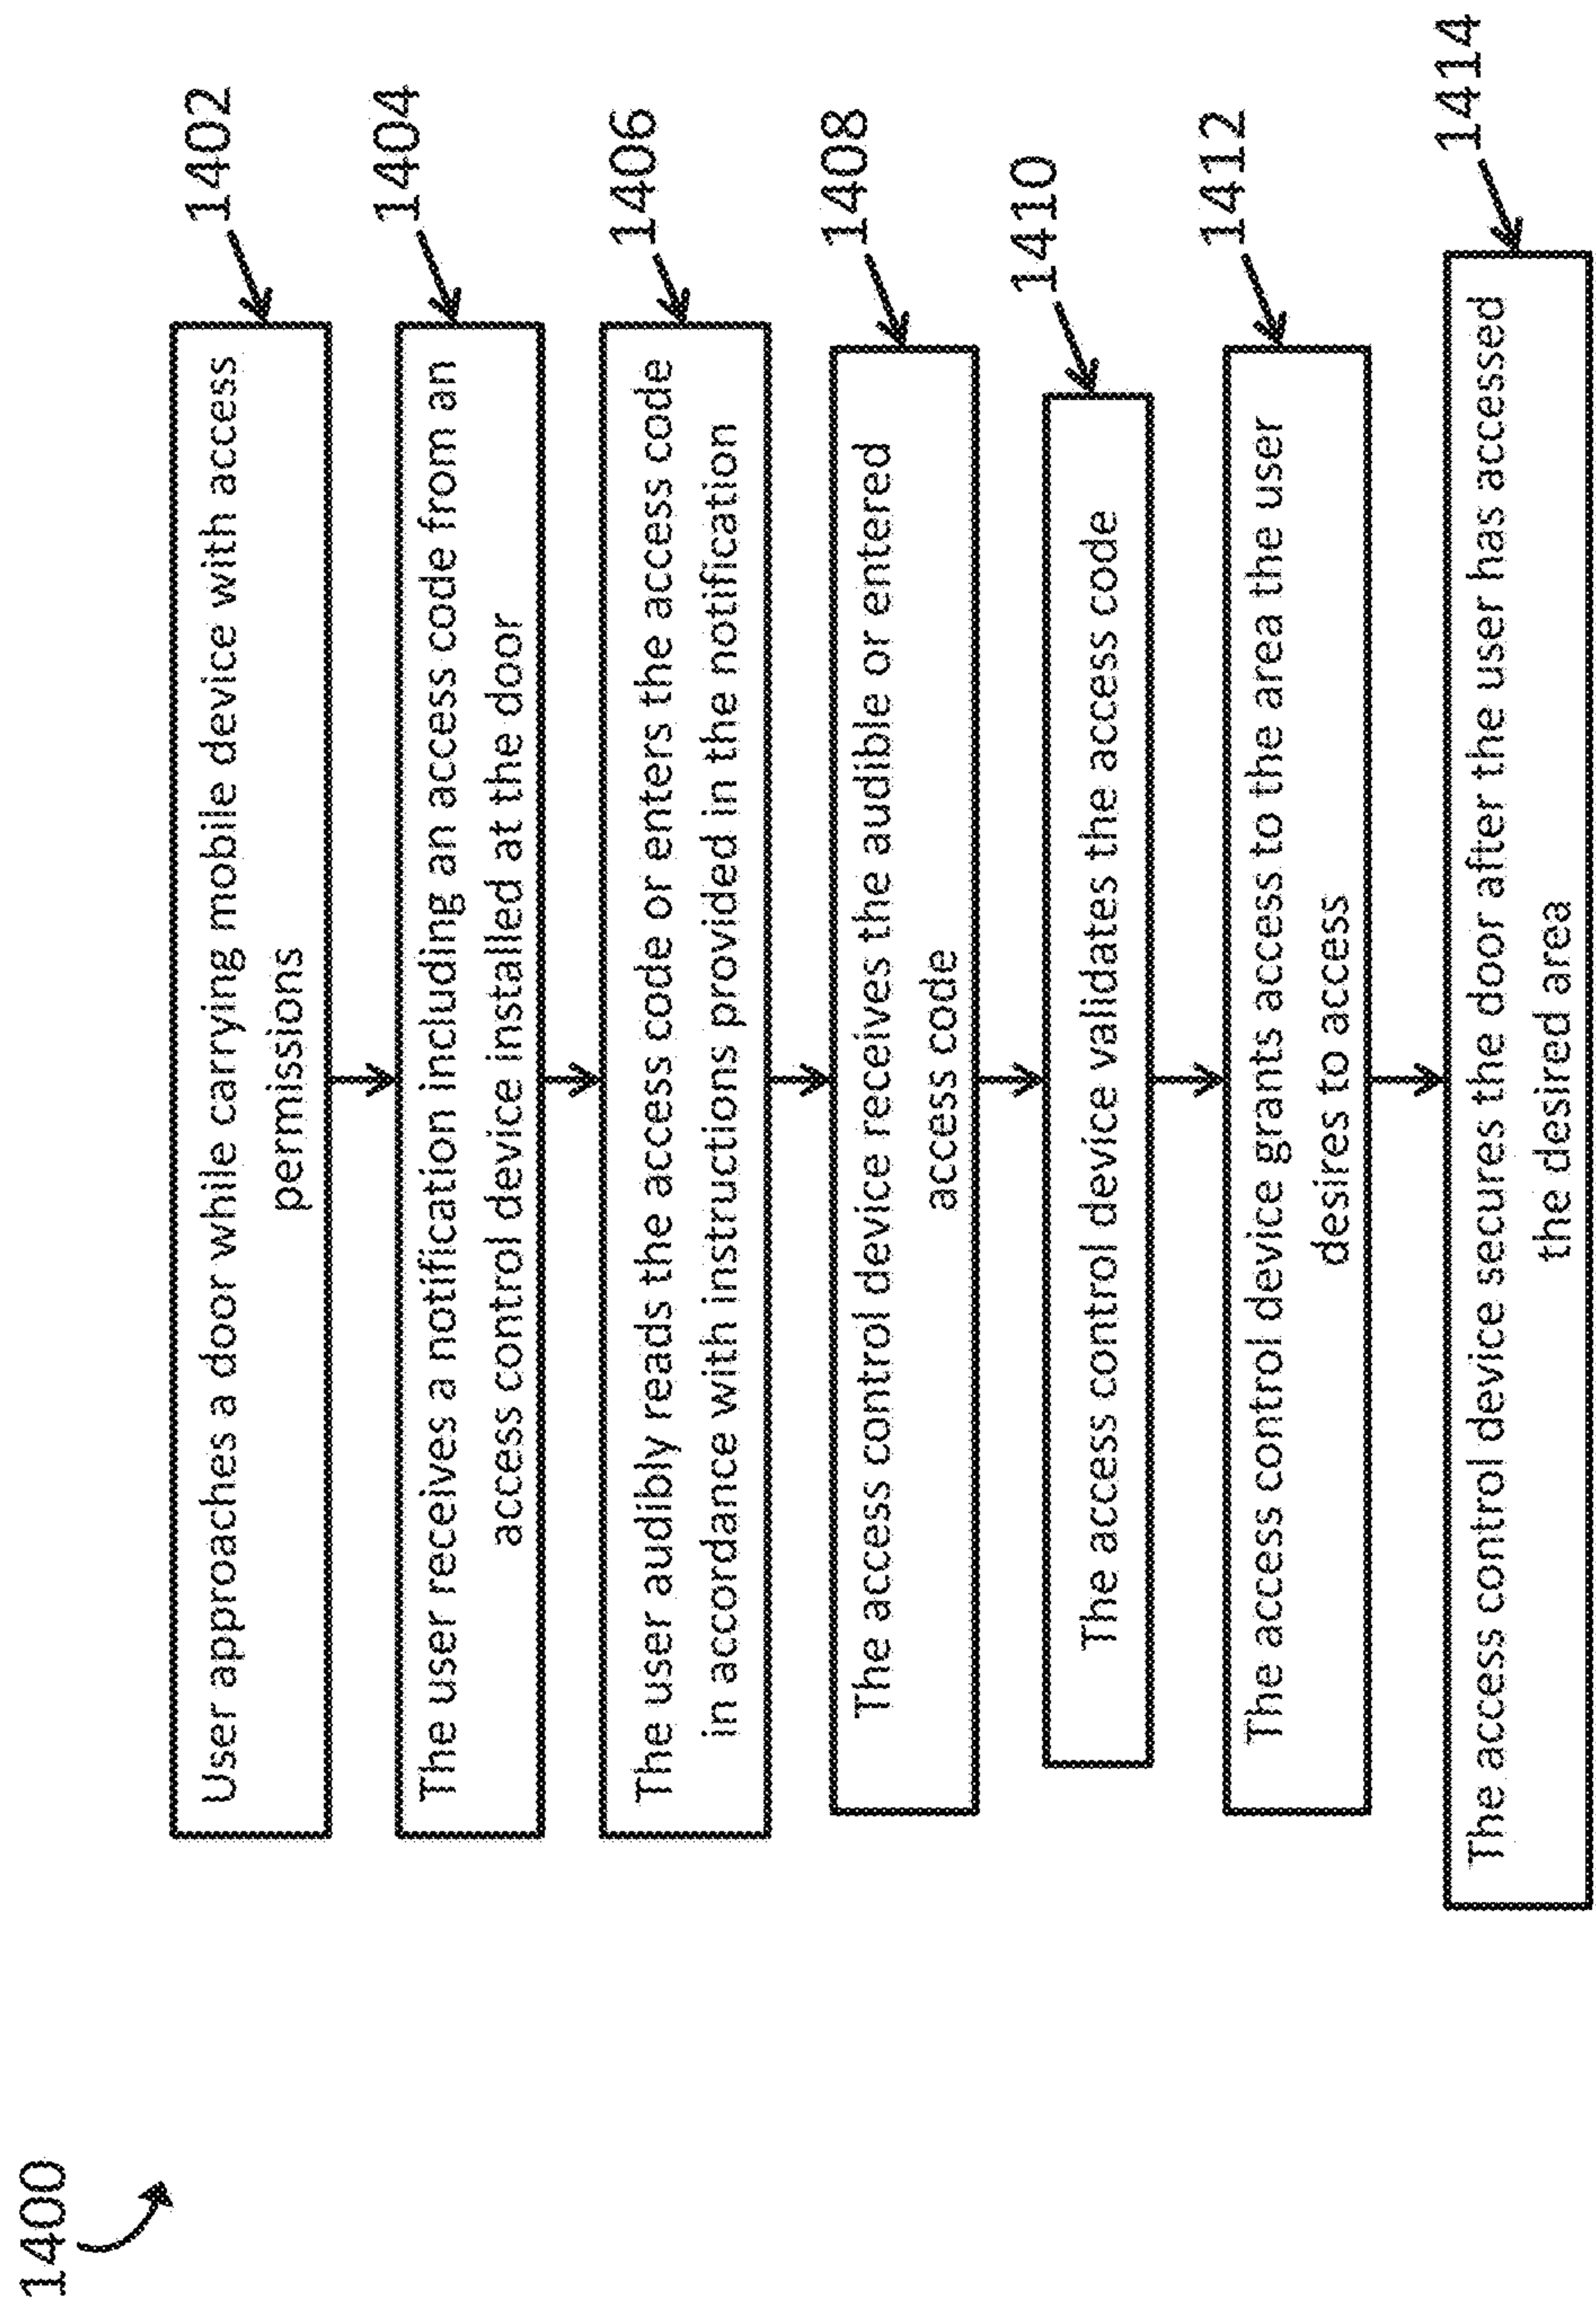 1400
User approaches a door while carrying mobile device with access
permissions
1402
The user receives a notification including an access code from an
access control device installed at the door
1404
The user audibly reads the access code or enters the access code
in accordance with instructions provided in the notification
1406
The access control device receives the audible or entered
access code
1408
The access control device validates the access code
1410
The access control device grants access to the area the user
desires to access
1412
The access control device secures the door after the user has accessed
the desired area
1414